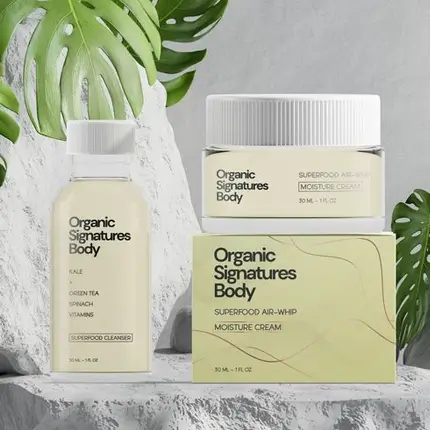 Organic
Signatures
Body
KALE
+
GREEN TEA
SPINACH
VITAMINS
SUPERFOOD CLEANSER
30 ML ~ 1 FL OZ
Organic
Signatures
Body
SUPERFOOD AIR-WHIP
MOISTURE CREAM
30 ML ~ 1 FL OZ
Organic
Signatures
Body
SUPERFOOD AIR-WHIP
MOISTURE CREAM
30 ML ~ 1 FL OZ